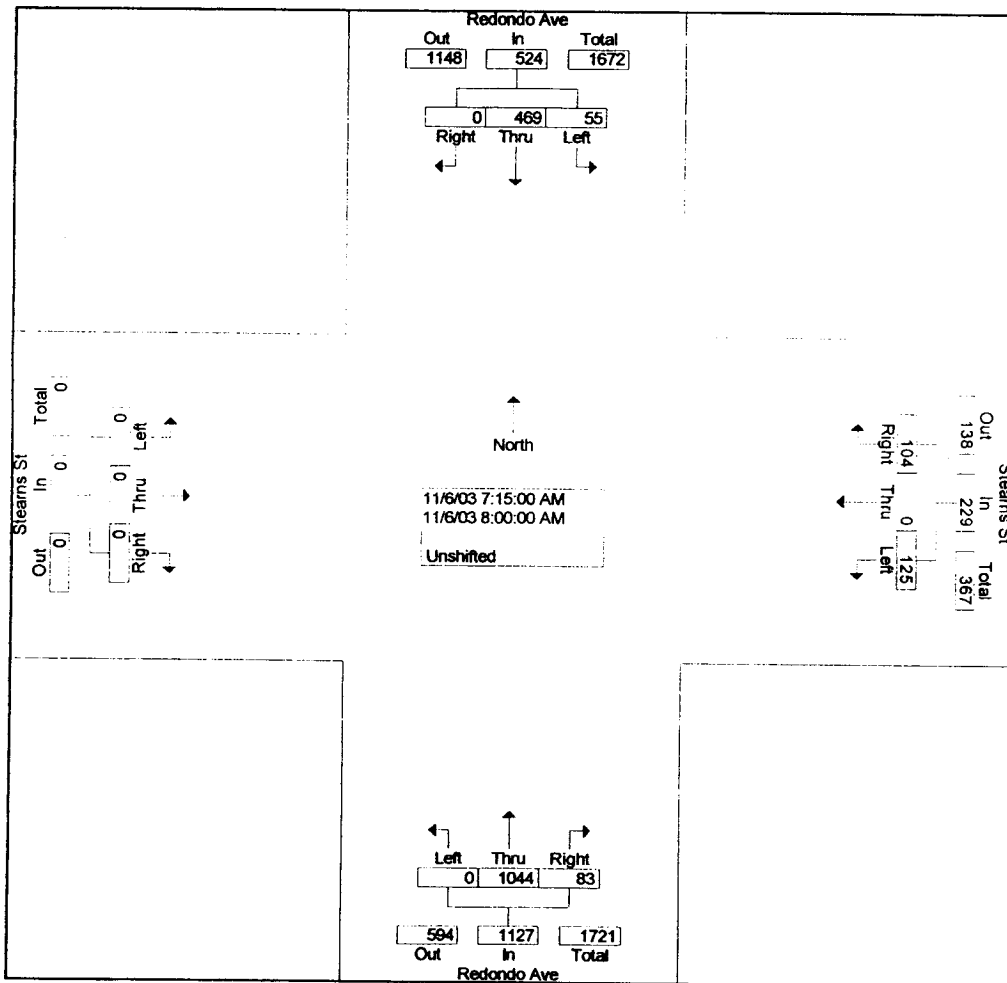 Redondo Ave
Out In Total
1148 524 1672
0 469 55
Right Thru Left
Stearns St
Total In Out
0 0 0
0 0 0
Left Thru Right
North
11/6/03 7:15:00 AM
11/6/03 8:00:00 AM
Unshifted
Right Thru Left
104 0 125
138 229 367
Out In Total
Stearns St
Left Thru Right
0 1044 83
594 1127 1721
Out In Total
Redondo Ave